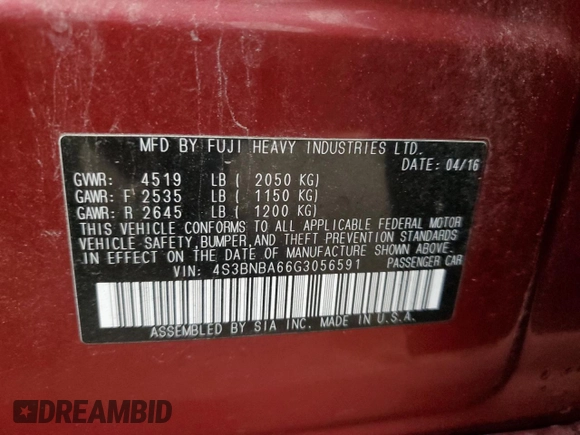 MFD BY FUJI HEAVY INDUSTRIES LTD.
DATE: 04/16
GVWR: 4519 LB ( 2050 KG)
GAWR: F 2535 LB ( 1150 KG)
GAWR: R 2645 LB ( 1200 KG)
THIS VEHICLE CONFORMS TO ALL APPLICABLE FEDERAL MOTOR
VEHICLE SAFETY, BUMPER, AND THEFT PREVENTION STANDARDS
IN EFFECT ON THE DATE OF MANUFACTURE SHOWN ABOVE.
VIN: 4S3BNBA66G3056591 PASSENGER CAR
ASSEMBLED BY SIA INC. MADE IN U.S.A.
DREAMBID